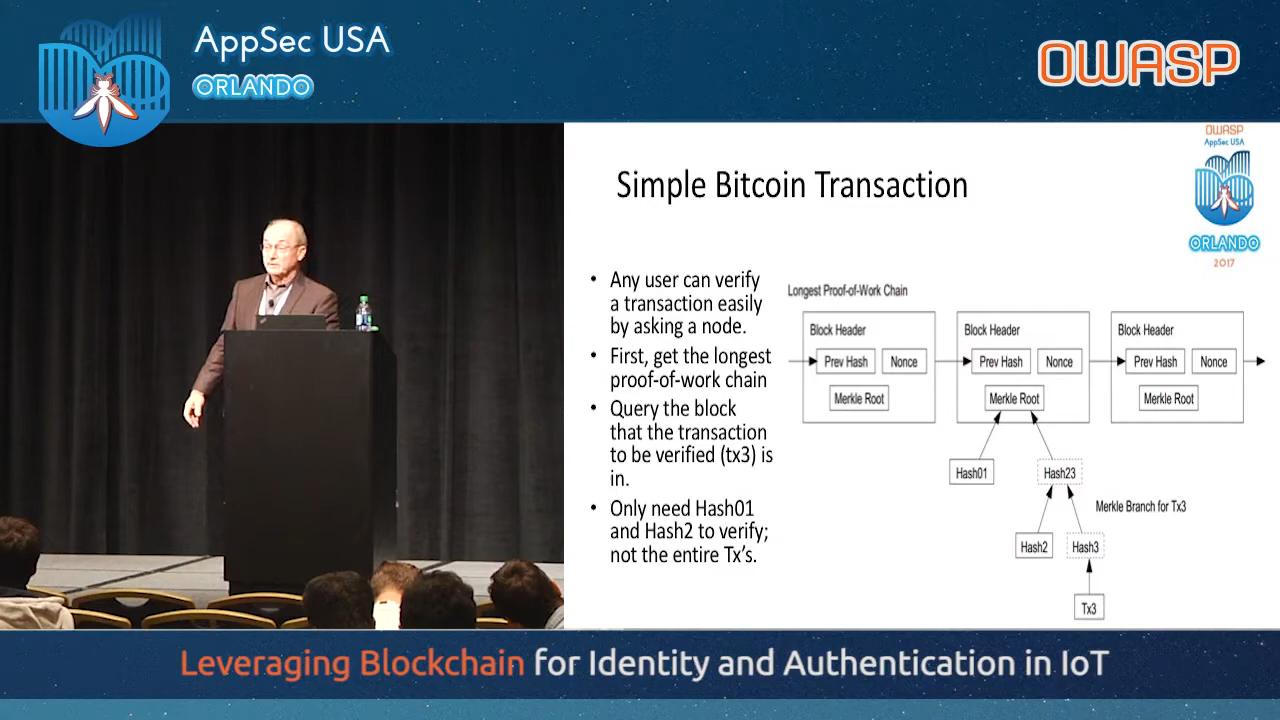 AppSec USA
ORLANDO
OWASP
OWASP
AppSec USA
ORLANDO
2017
Simple Bitcoin Transaction
• Any user can verify
a transaction easily
by asking a node.
• First, get the longest
proof-of-work chain
• Query the block
that the transaction
to be verified (tx3) is
in.
• Only need Hash01
and Hash2 to verify;
not the entire Tx's.
Longest Proof-of-Work Chain
Block Header
Prev Hash
Nonce
Merkle Root
Block Header
Prev Hash
Nonce
Merkle Root
Block Header
Prev Hash
Nonce
Merkle Root
Hash01
Hash23
Merkle Branch for Tx3
Hash2
Hash3
Tx3
Leveraging Blockchain for Identity and Authentication in IoT